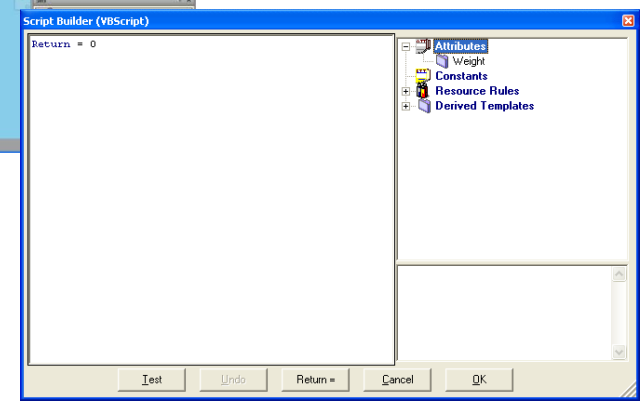 Script Builder (VBScript)
Return = 0
Attributes
Weight
Constants
Resource Rules
Derived Templates
Test
Undo
Return =
Cancel
OK